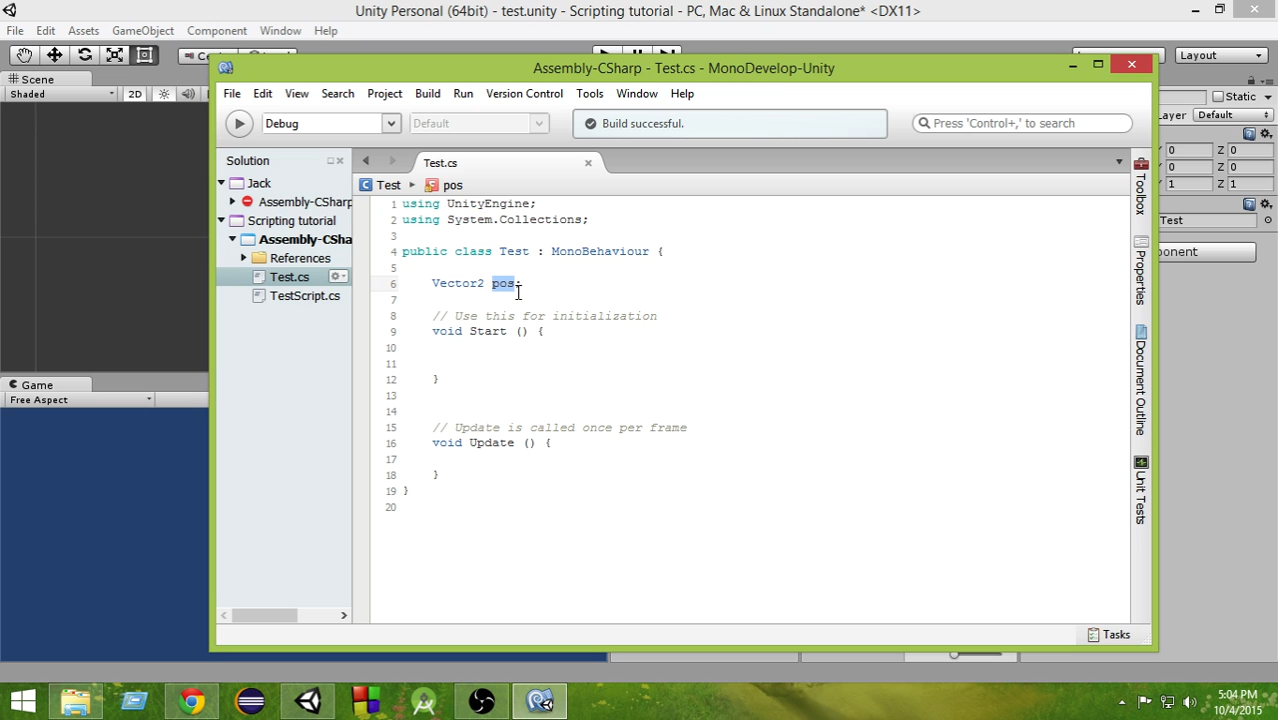 Unity Personal (64bit) - test.unity - Scripting tutorial - PC, Mac & Linux Standalone* <DX11>
File Edit Assets GameObject Component Window Help
Layout
Scene
Shaded 2D
Static
Layer Default
Z 0
0 Z 0
1 Z 1
Test
ponent
Game
Free Aspect
Assembly-CSharp - Test.cs - MonoDevelop-Unity
File Edit View Search Project Build Run Version Control Tools Window Help
Debug Default Build successful. Press 'Control+,' to search
Solution
Jack
Assembly-CSharp
Scripting tutorial
Assembly-CSha
References
Test.cs
TestScript.cs
Test.cs
Test pos
1 using UnityEngine;
2 using System.Collections;
3
4 public class Test : MonoBehaviour {
5
6 Vector2 pos;
7
8 // Use this for initialization
9 void Start () {
10
11
12 }
13
14
15 // Update is called once per frame
16 void Update () {
17
18 }
19 }
20
Toolbox
Properties
Document Outline
Unit Tests
Tasks
5:04 PM
10/4/2015